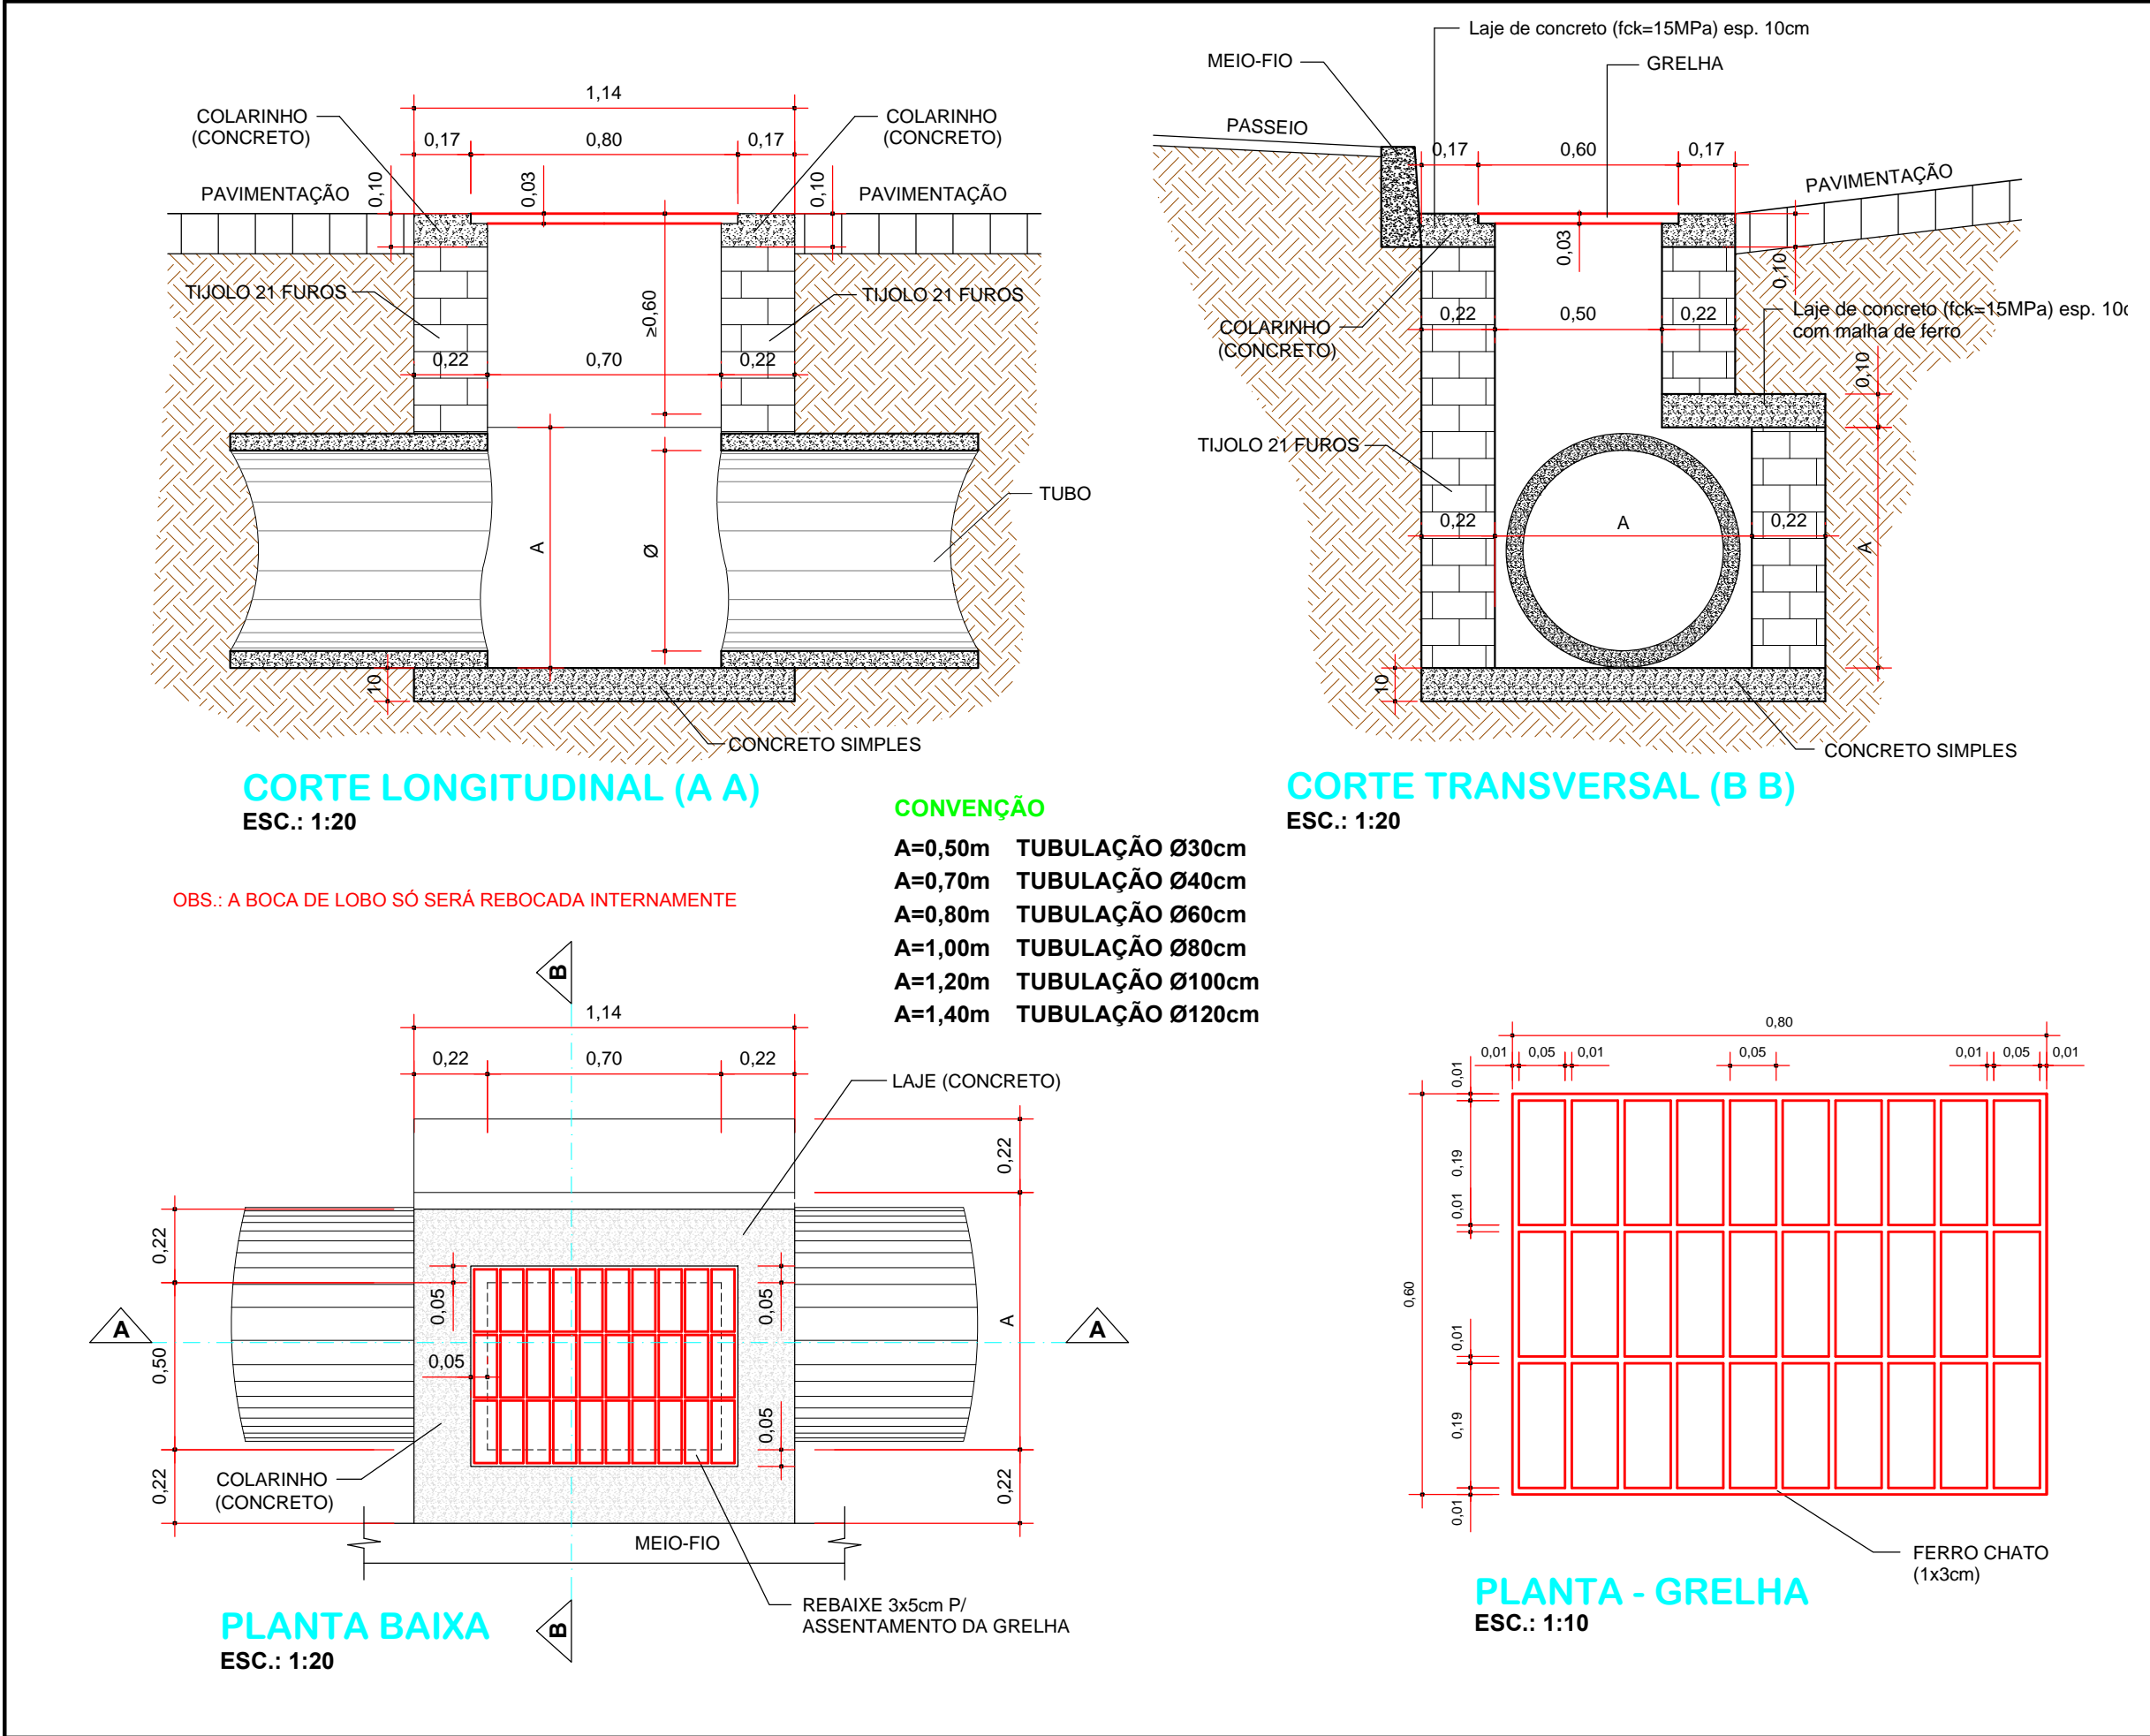 1,14
COLARINHO
(CONCRETO)
COLARINHO
(CONCRETO)
0,17
0,80
0,17
PAVIMENTAÇÃO
0,10
0,03
0,10
PAVIMENTAÇÃO
TIJOLO 21 FUROS
≥0,60
TIJOLO 21 FUROS
0,22
0,70
0,22
TUBO
A
Ø
10
CONCRETO SIMPLES
CORTE LONGITUDINAL (A A)
ESC.: 1:20
Laje de concreto (fck=15MPa) esp. 10cm
MEIO-FIO
GRELHA
PASSEIO
0,17
0,60
0,17
PAVIMENTAÇÃO
0,03
0,10
COLARINHO
(CONCRETO)
0,22
0,50
0,22
Laje de concreto (fck=15MPa) esp. 10c
com malha de ferro
0,10
TIJOLO 21 FUROS
0,22
A
0,22
A
10
CONCRETO SIMPLES
CORTE TRANSVERSAL (B B)
ESC.: 1:20
CONVENÇÃO
A=0,50m TUBULAÇÃO Ø30cm
A=0,70m TUBULAÇÃO Ø40cm
A=0,80m TUBULAÇÃO Ø60cm
A=1,00m TUBULAÇÃO Ø80cm
A=1,20m TUBULAÇÃO Ø100cm
A=1,40m TUBULAÇÃO Ø120cm
OBS.: A BOCA DE LOBO SÓ SERÁ REBOCADA INTERNAMENTE
B
1,14
0,22
0,70
0,22
LAJE (CONCRETO)
0,22
0,22
0,05
0,05
A
A
A
0,50
0,05
0,05
0,22
COLARINHO
(CONCRETO)
0,22
MEIO-FIO
REBAIXE 3x5cm P/
ASSENTAMENTO DA GRELHA
B
PLANTA BAIXA
ESC.: 1:20
0,80
0,01
0,05
0,01
0,05
0,01
0,05
0,01
0,01
0,19
0,01
0,60
0,01
0,19
0,01
FERRO CHATO
(1x3cm)
PLANTA - GRELHA
ESC.: 1:10